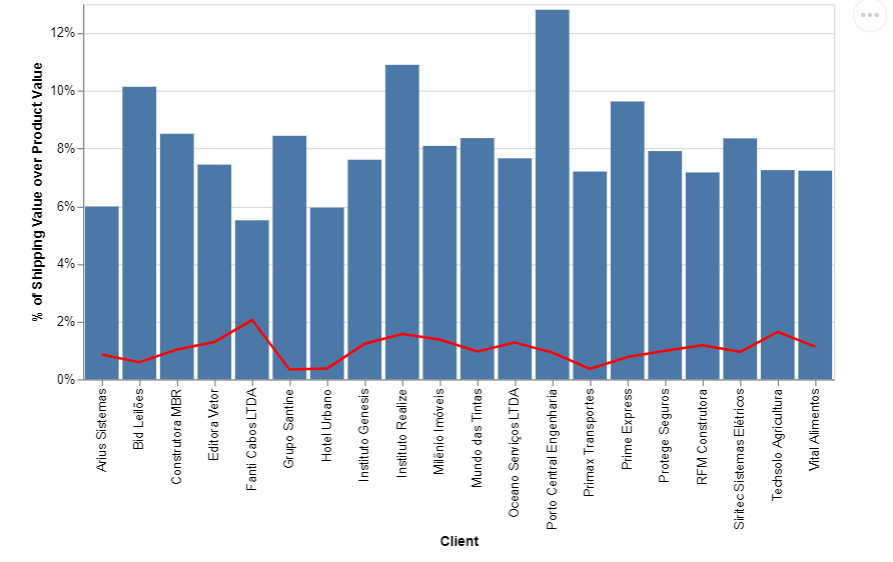 % of Shipping Value over Product Value
12%
10%
8%
6%
4%
2%
0%
Arius Sistemas
Bid Leilões
Construtora MBR
Editora Vetor
Fanti Cabos LTDA
Grupo Santine
Hotel Urbano
Instituto Genesis
Instituto Realize
Milênio Imóveis
Mundo das Tintas
Oceano Serviços LTDA
Porto Central Engenharia
Primax Transportes
Prime Express
Protege Seguros
RFM Construtora
Siritec Sistemas Elétricos
Techsolo Agricultura
Vital Alimentos
Client